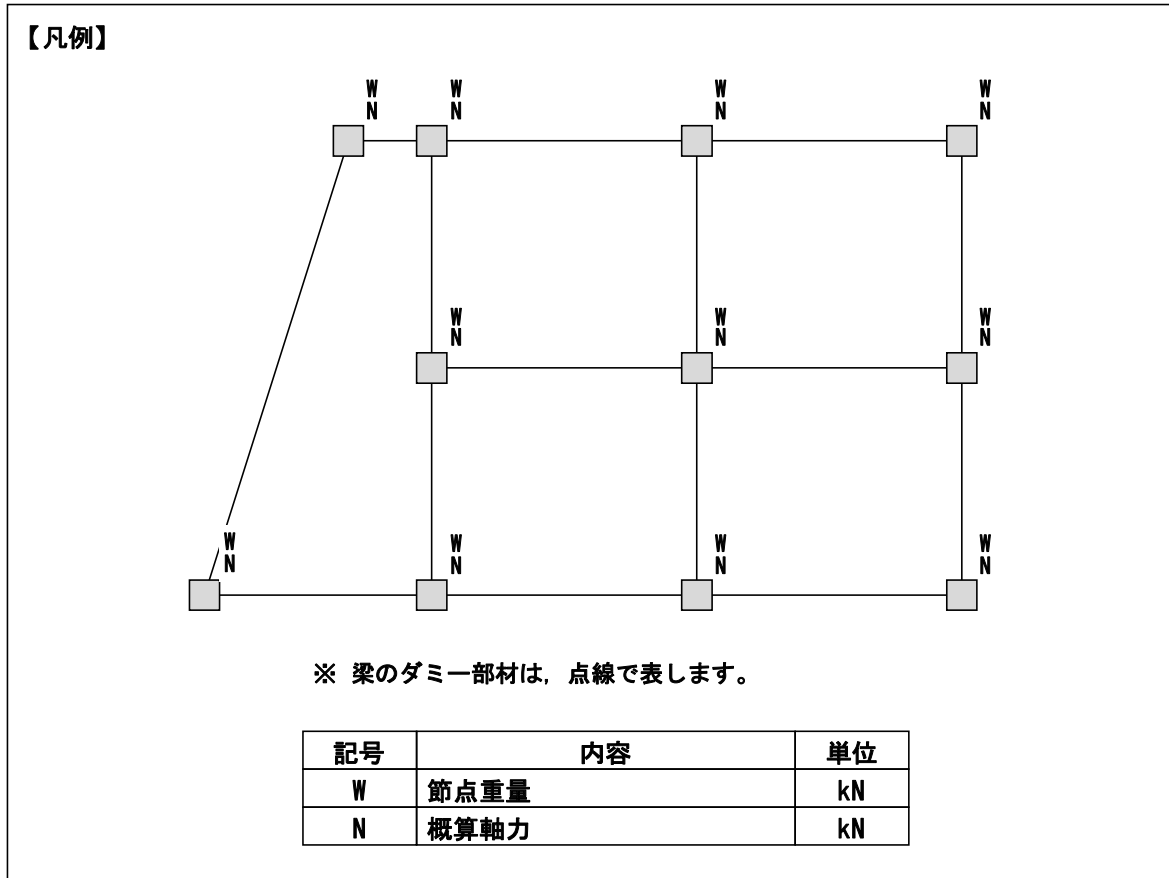 【凡例】
W W W W
N N N N
W W W
N N N
W W W W
N N N N
※ 梁のダミー部材は，点線で表します。
記号 内容 単位
W 節点重量 kN
N 概算軸力 kN